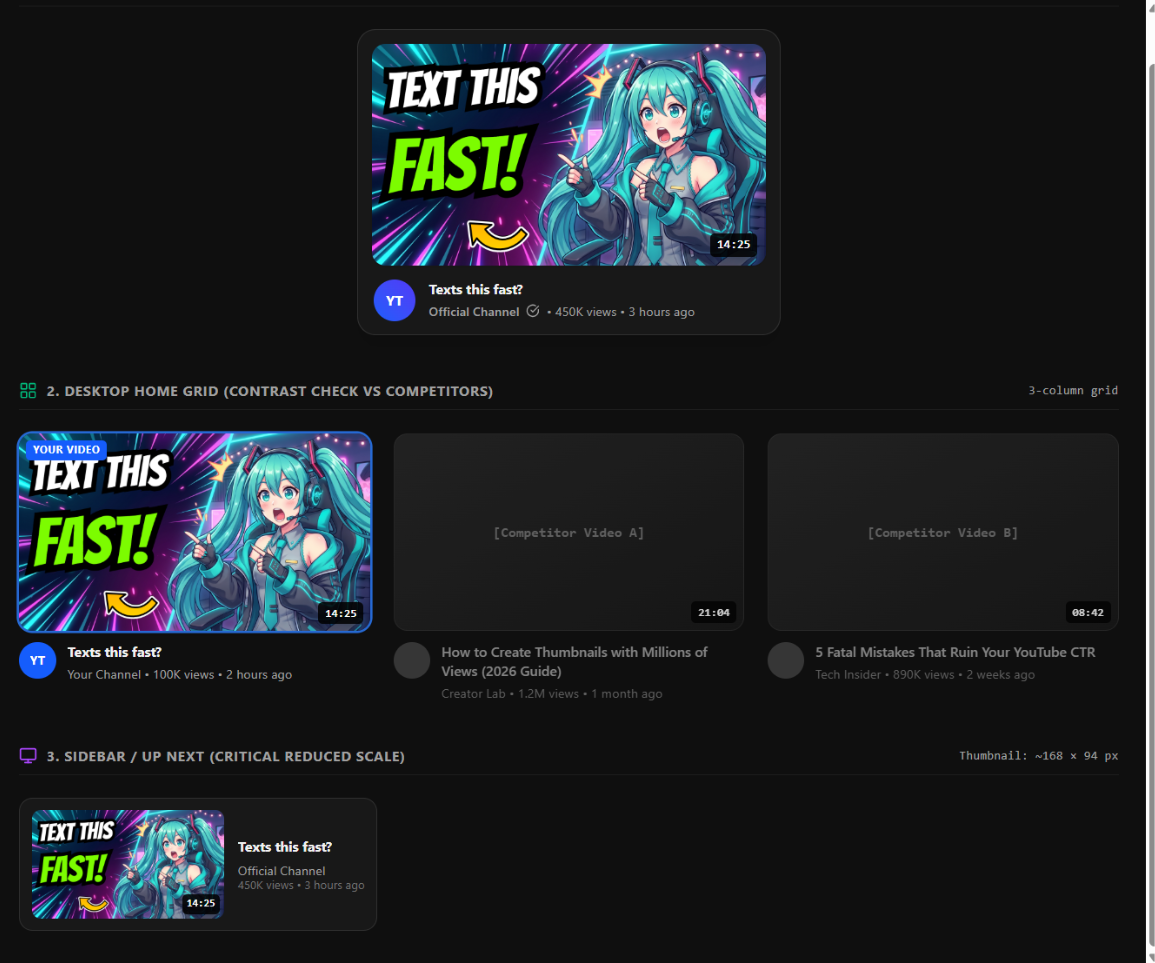 TEXT THIS
FAST!
14:25
YT
Texts this fast?
Official Channel • 450K views • 3 hours ago
2. DESKTOP HOME GRID (CONTRAST CHECK VS COMPETITORS)
3-column grid
YOUR VIDEO
TEXT THIS
FAST!
14:25
YT
Texts this fast?
Your Channel • 100K views • 2 hours ago
[Competitor Video A]
21:04
How to Create Thumbnails with Millions of
Views (2026 Guide)
Creator Lab • 1.2M views • 1 month ago
[Competitor Video B]
08:42
5 Fatal Mistakes That Ruin Your YouTube CTR
Tech Insider • 890K views • 2 weeks ago
3. SIDEBAR / UP NEXT (CRITICAL REDUCED SCALE)
Thumbnail: ~168 × 94 px
TEXT THIS
FAST!
14:25
Texts this fast?
Official Channel
450K views • 3 hours ago